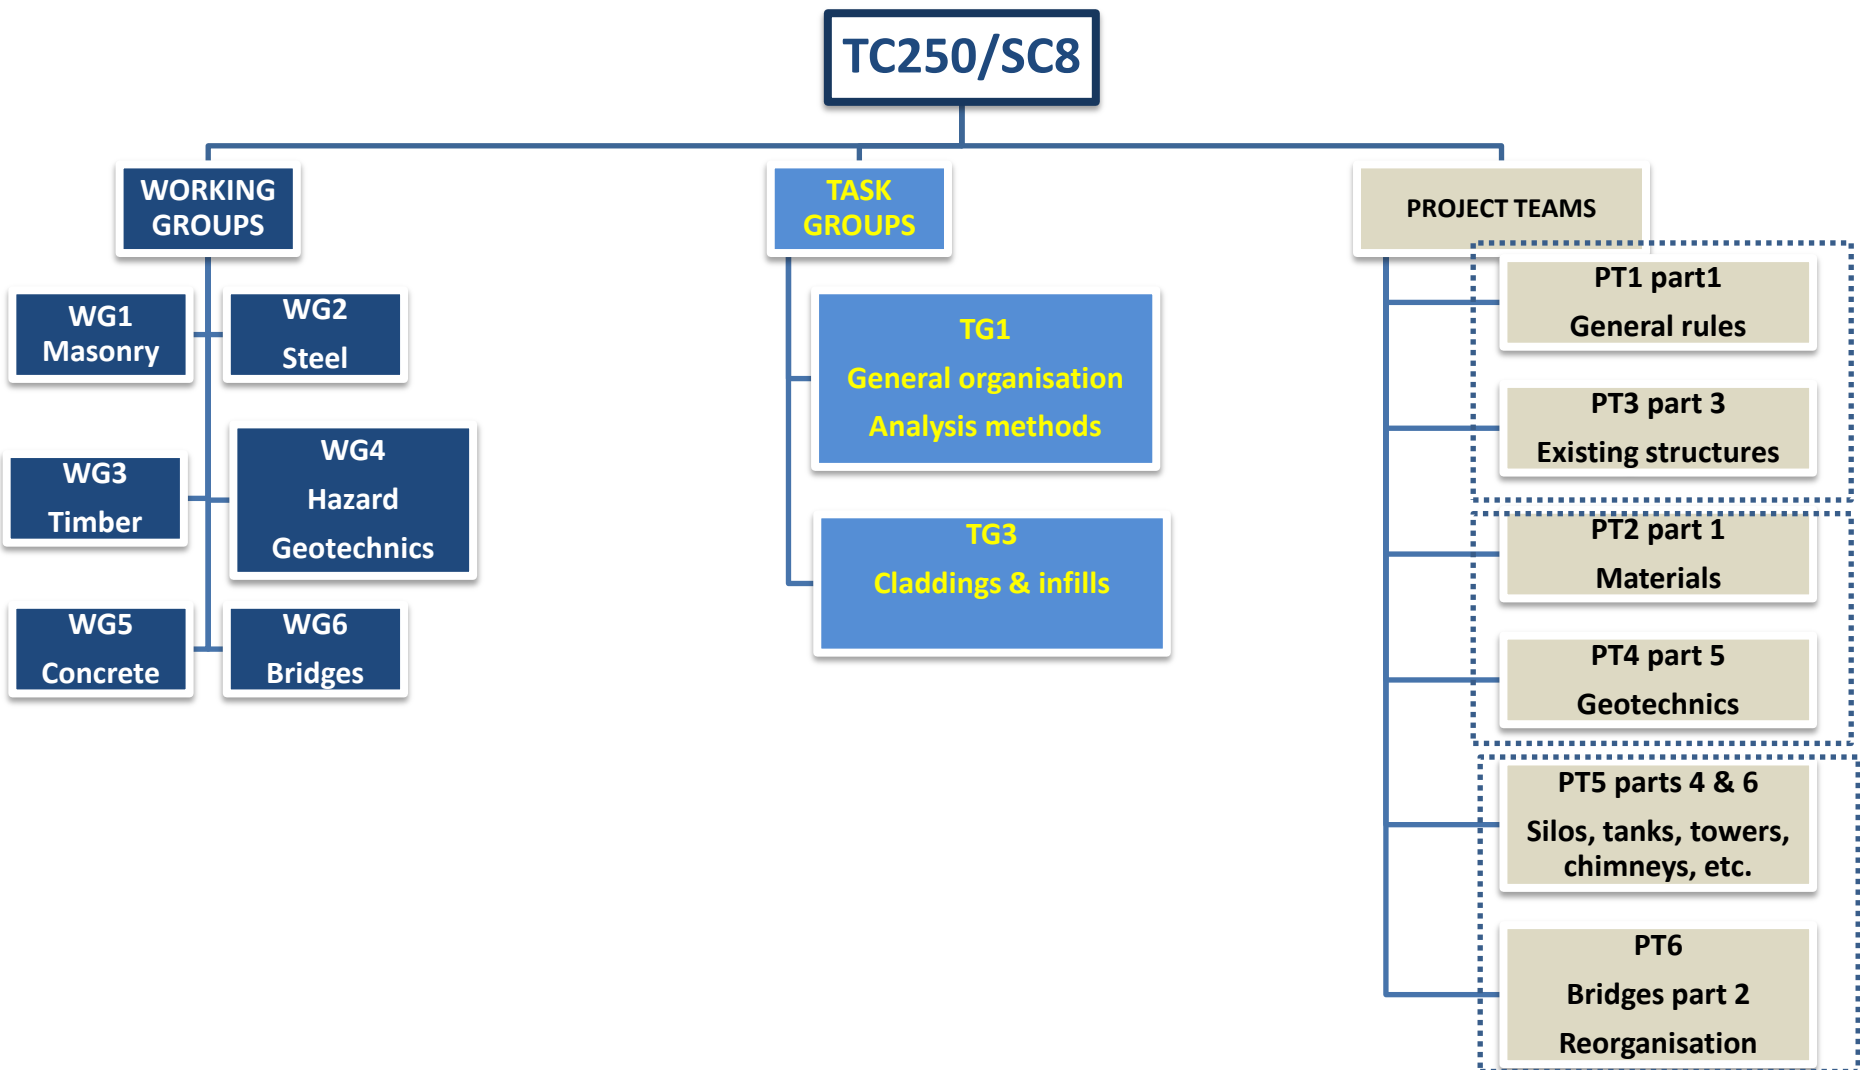 TC250/SC8
WORKING
GROUPS
WG1
Masonry
WG2
Steel
WG3
Timber
WG4
Hazard
Geotechnics
WG5
Concrete
WG6
Bridges
TASK
GROUPS
TG1
General organisation
Analysis methods
TG3
Claddings & infills
PROJECT TEAMS
PT1 part1
General rules
PT3 part 3
Existing structures
PT2 part 1
Materials
PT4 part 5
Geotechnics
PT5 parts 4 & 6
Silos, tanks, towers,
chimneys, etc.
PT6
Bridges part 2
Reorganisation